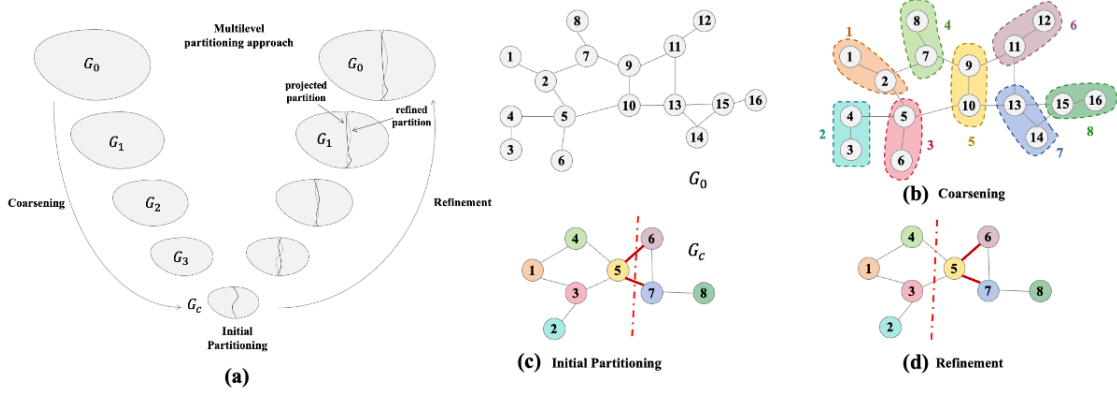 Multilevel
partitioning approach
G₀
G₀
projected
partition
refined
partition
G₁
G₁
Coarsening
Refinement
G₂
G₃
G_c
Initial
Partitioning
(a)
8
12
1
7
11
2
9
4
5
10
13
15
16
3
6
14
G₀
1
8
4
12
6
1
7
9
11
2
4
5
10
13
15
16
2
3
6
3
5
14
7
8
(b) Coarsening
4
6
G_c
1
5
3
7
8
2
(c) Initial Partitioning
4
6
1
5
3
7
8
2
(d) Refinement